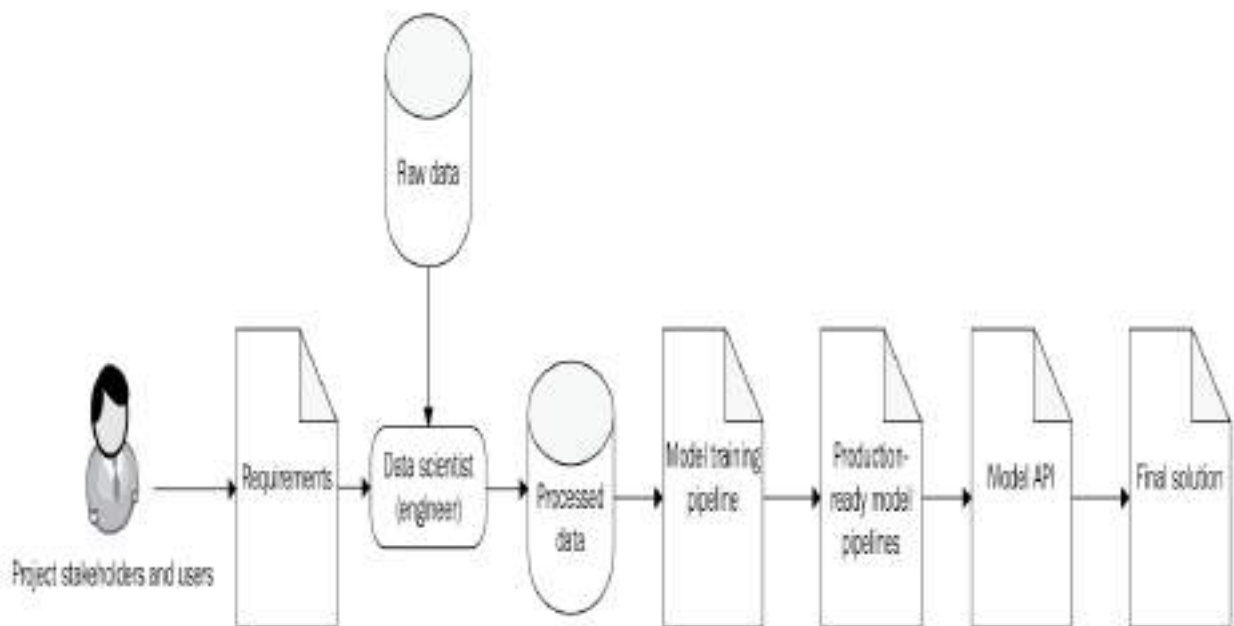 Raw data
Project stakeholders and users
Requirements
Data scientist
(engineer)
Processed
data
Model training
pipeline
Production-
ready model
pipelines
Model API
Final solution